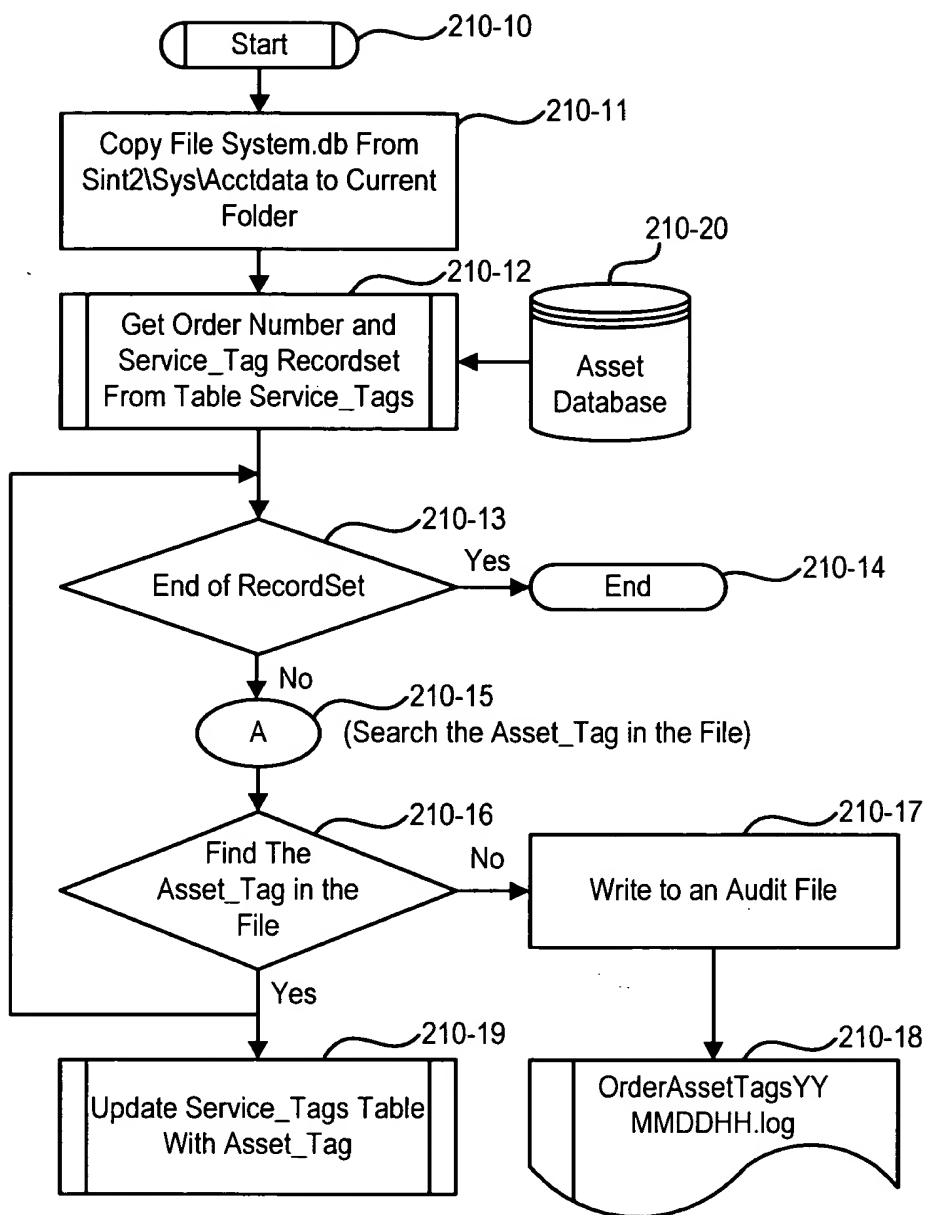 Start
210-10
210-11
Copy File System.db From
Sint2\Sys\Acctdata to Current
Folder
210-12
210-20
Get Order Number and
Service_Tag Recordset
From Table Service_Tags
Asset
Database
210-13
End of RecordSet
Yes
End
210-14
No
210-15
A
(Search the Asset_Tag in the File)
210-16
Find The
Asset_Tag in the
File
No
210-17
Write to an Audit File
Yes
210-19
Update Service_Tags Table
With Asset_Tag
210-18
OrderAssetTagsYY
MMDDHH.log